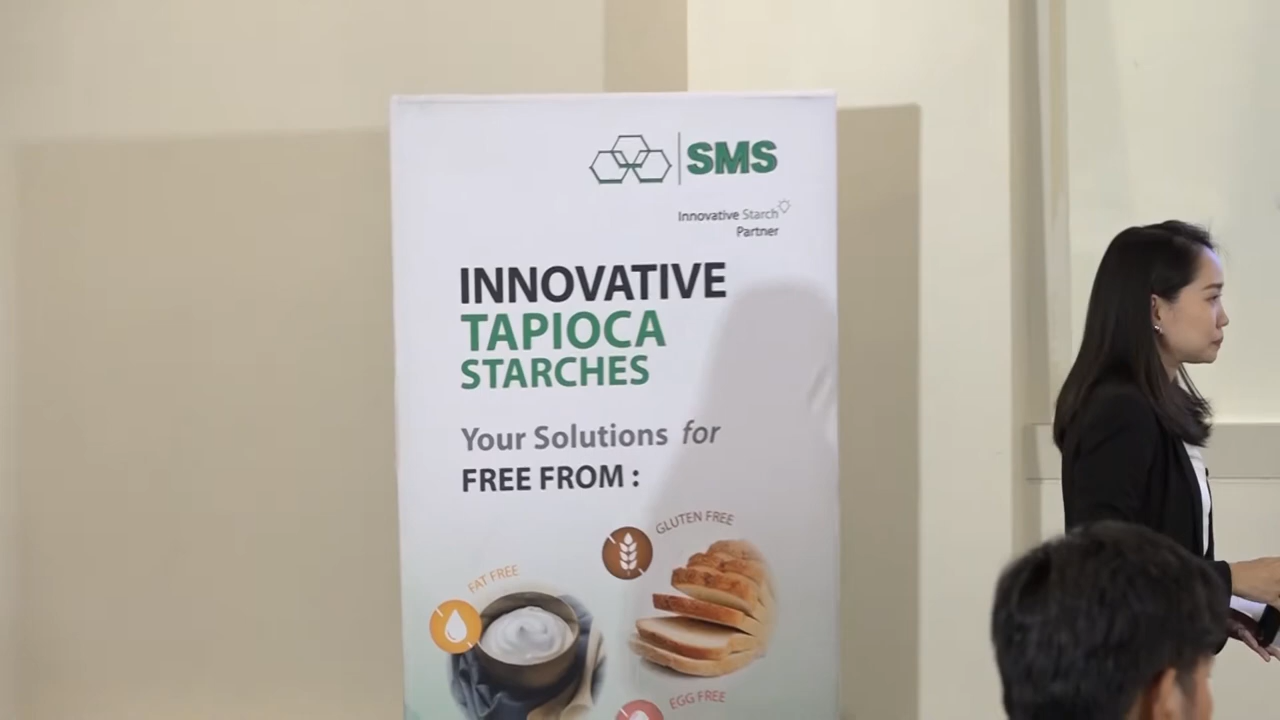 SMS
Innovative Starch
Partner
INNOVATIVE
TAPIOCA
STARCHES
Your Solutions for
FREE FROM :
GLUTEN FREE
FAT FREE
EGG FREE